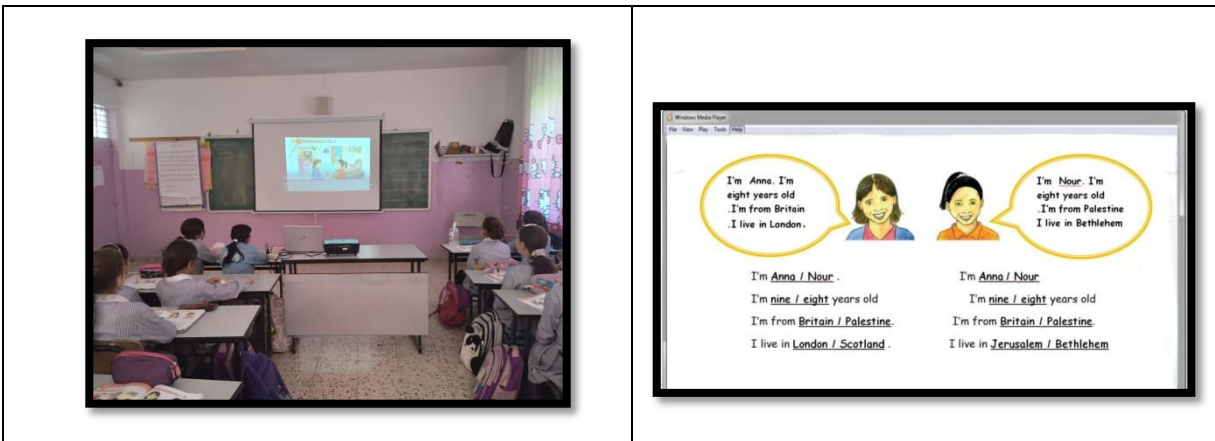 Windows Media Player
File View Play Tools Help
I'm Anna. I'm
eight years old
.I'm from Britain
.I live in London.
I'm Nour. I'm
eight years old
.I'm from Palestine
I live in Bethlehem
I'm Anna / Nour .
I'm nine / eight years old
I'm from Britain / Palestine.
I live in London / Scotland .
I'm Anna / Nour
I'm nine / eight years old
I'm from Britain / Palestine.
I live in Jerusalem / Bethlehem